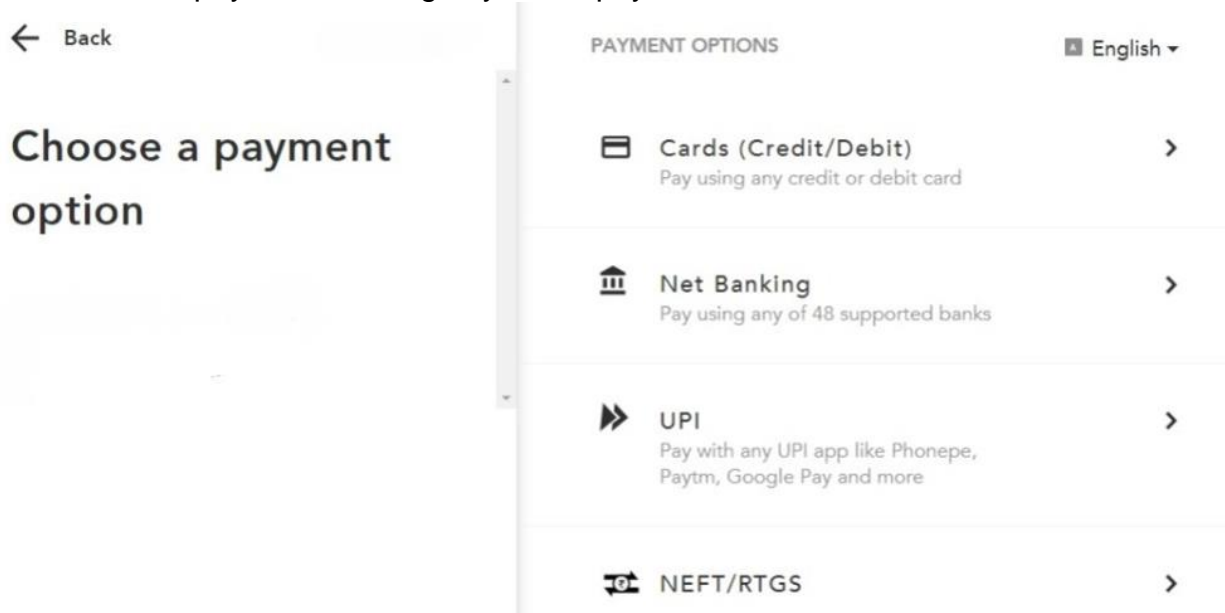 Back
Choose a payment
option
PAYMENT OPTIONS
English
Cards (Credit/Debit)
Pay using any credit or debit card
Net Banking
Pay using any of 48 supported banks
UPI
Pay with any UPI app like Phonepe,
Paytm, Google Pay and more
NEFT/RTGS